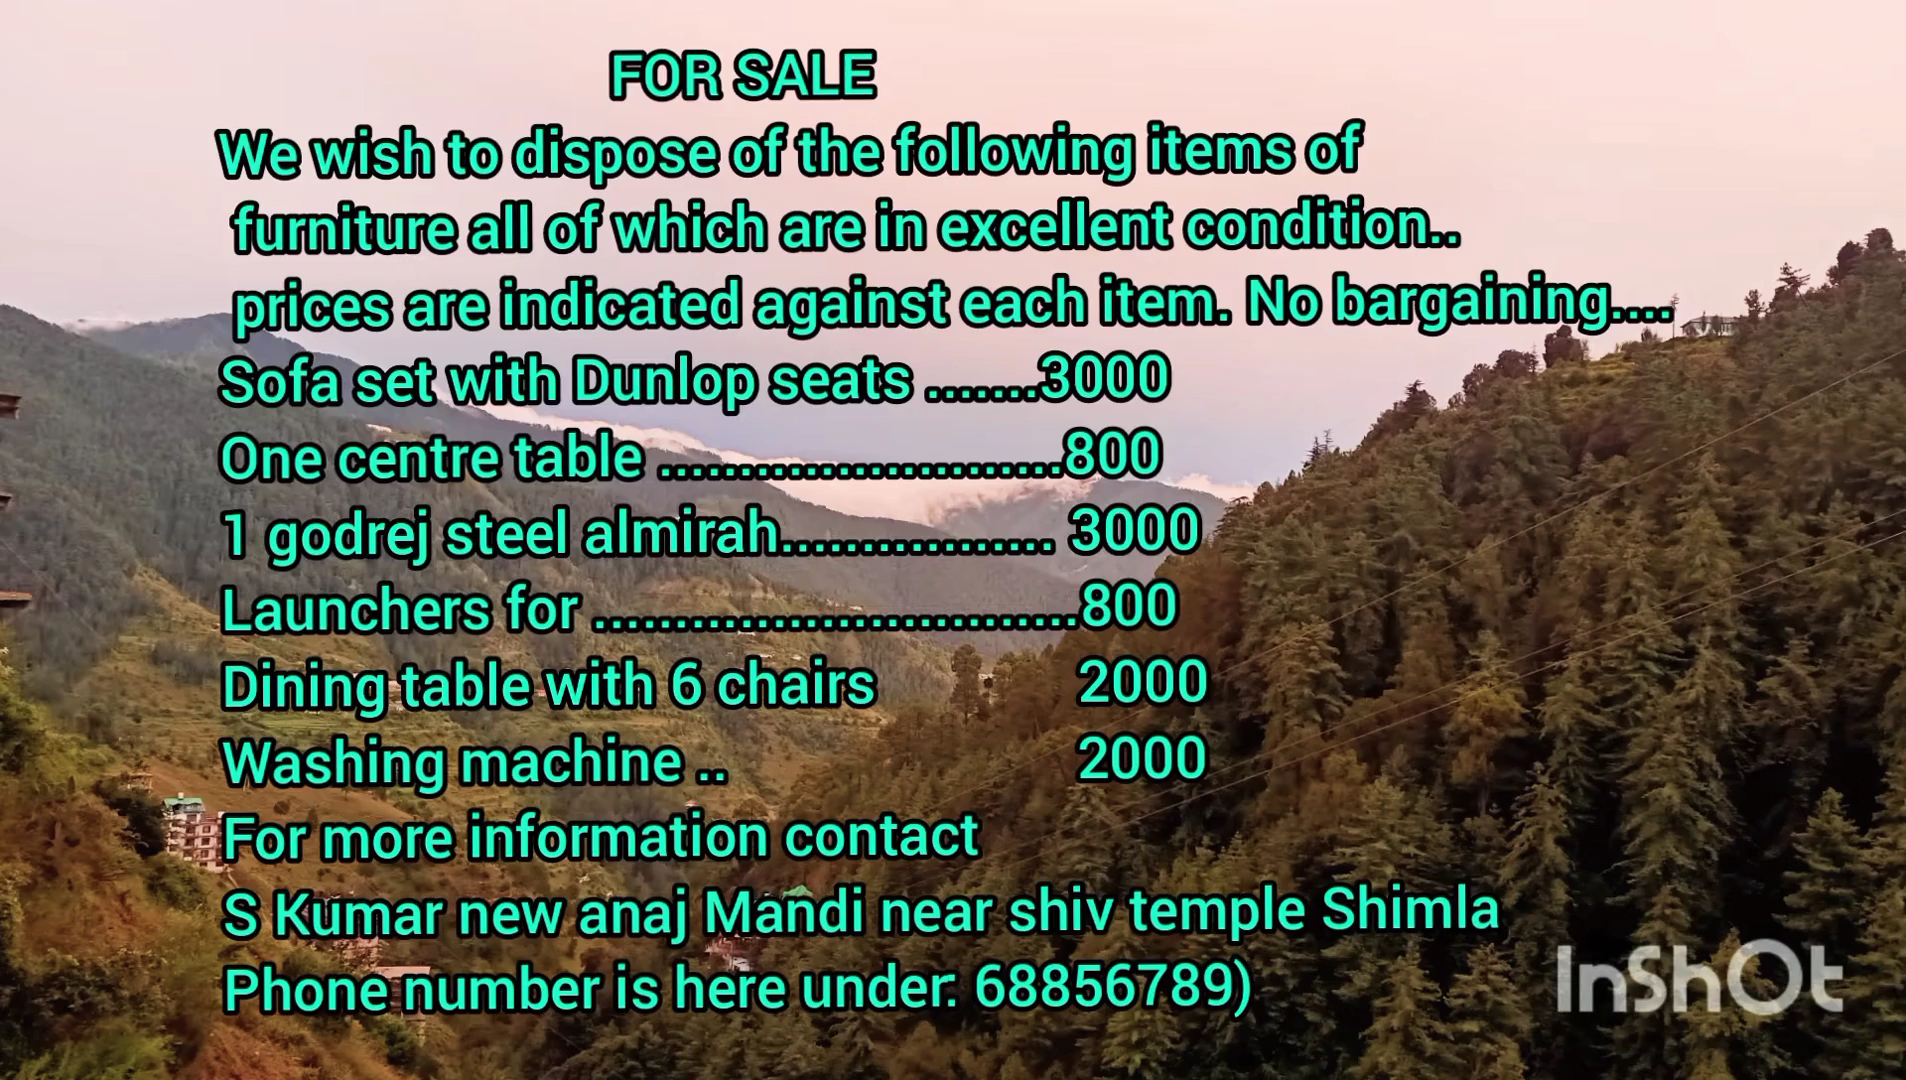 FOR SALE
We wish to dispose of the following items of
furniture all of which are in excellent condition..
prices are indicated against each item. No bargaining....
Sofa set with Dunlop seats .......3000
One centre table .........................800
1 godrej steel almirah................. 3000
Launchers for ..............................800
Dining table with 6 chairs 2000
Washing machine .. 2000
For more information contact
S Kumar new anaj Mandi near shiv temple Shimla
Phone number is here under: 68856789)
InShOt